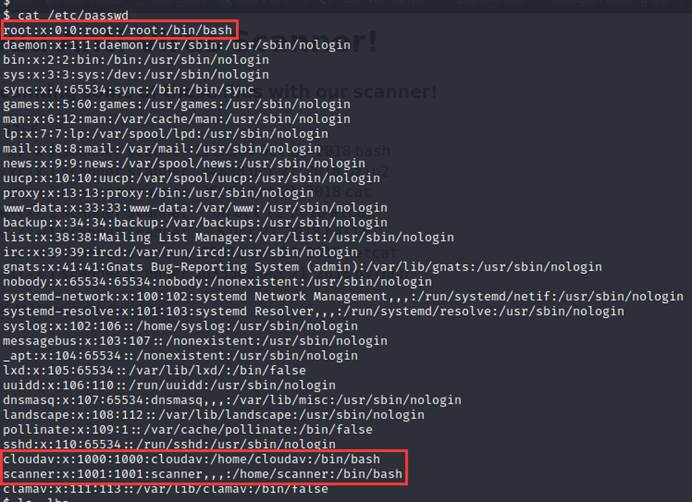 $ cat /etc/passwd
root:x:0:0:root:/root:/bin/bash
daemon:x:1:1:daemon:/usr/sbin:/usr/sbin/nologin
bin:x:2:2:bin:/bin:/usr/sbin/nologin
sys:x:3:3:sys:/dev:/usr/sbin/nologin
sync:x:4:65534:sync:/bin:/bin/sync
games:x:5:60:games:/usr/games:/usr/sbin/nologin
man:x:6:12:man:/var/cache/man:/usr/sbin/nologin
lp:x:7:7:lp:/var/spool/lpd:/usr/sbin/nologin
mail:x:8:8:mail:/var/mail:/usr/sbin/nologin
news:x:9:9:news:/var/spool/news:/usr/sbin/nologin
uucp:x:10:10:uucp:/var/spool/uucp:/usr/sbin/nologin
proxy:x:13:13:proxy:/bin:/usr/sbin/nologin
www-data:x:33:33:www-data:/var/www:/usr/sbin/nologin
backup:x:34:34:backup:/var/backups:/usr/sbin/nologin
list:x:38:38:Mailing List Manager:/var/list:/usr/sbin/nologin
irc:x:39:39:ircd:/var/run/ircd:/usr/sbin/nologin
gnats:x:41:41:Gnats Bug-Reporting System (admin):/var/lib/gnats:/usr/sbin/nologin
nobody:x:65534:65534:nobody:/nonexistent:/usr/sbin/nologin
systemd-network:x:100:102:systemd Network Management,,,:/run/systemd/netif:/usr/sbin/nologin
systemd-resolve:x:101:103:systemd Resolver,,,:/run/systemd/resolve:/usr/sbin/nologin
syslog:x:102:106::/home/syslog:/usr/sbin/nologin
messagebus:x:103:107::/nonexistent:/usr/sbin/nologin
_apt:x:104:65534::/nonexistent:/usr/sbin/nologin
lxd:x:105:65534::/var/lib/lxd/:/bin/false
uuidd:x:106:110::/run/uuidd:/usr/sbin/nologin
dnsmasq:x:107:65534:dnsmasq,,,:/var/lib/misc:/usr/sbin/nologin
landscape:x:108:112::/var/lib/landscape:/usr/sbin/nologin
pollinate:x:109:1::/var/cache/pollinate:/bin/false
sshd:x:110:65534::/run/sshd:/usr/sbin/nologin
cloudav:x:1000:1000:cloudav:/home/cloudav:/bin/bash
scanner:x:1001:1001:scanner,,,:/home/scanner:/bin/bash
clamav:x:111:113::/var/lib/clamav:/bin/false